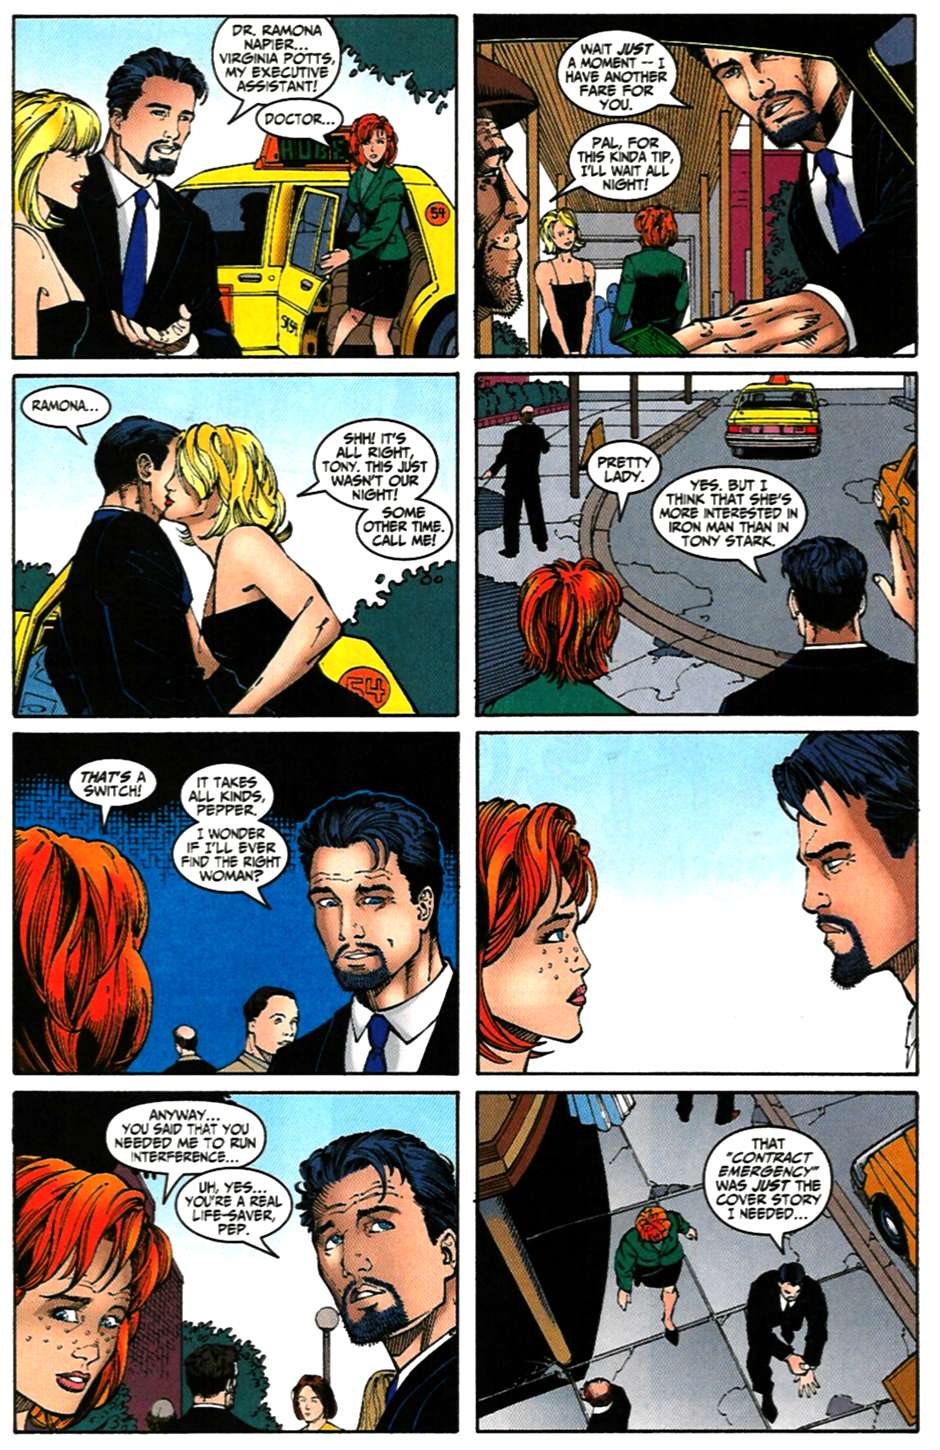 DR. RAMONA
NAPIER...
VIRGINIA POTTS,
MY EXECUTIVE
ASSISTANT!
DOCTOR...
54
WAIT JUST
A MOMENT -- I
HAVE ANOTHER
FARE FOR
YOU.
PAL, FOR
THIS KINDA TIP,
I'LL WAIT ALL
NIGHT!
RAMONA...
SHH! IT'S
ALL RIGHT,
TONY. THIS JUST
WASN'T OUR
NIGHT!
SOME
OTHER TIME.
CALL ME!
54
PRETTY
LADY.
YES. BUT I
THINK THAT SHE'S
MORE INTERESTED IN
IRON MAN THAN IN
TONY STARK.
THAT'S A
SWITCH!
IT TAKES
ALL KINDS,
PEPPER.
I WONDER
IF I'LL EVER
FIND THE RIGHT
WOMAN?
ANYWAY...
YOU SAID THAT YOU
NEEDED ME TO RUN
INTERFERENCE...
UH, YES...
YOU'RE A REAL
LIFE-SAVER,
PEP.
THAT
"CONTRACT
EMERGENCY"
WAS JUST THE
COVER STORY
I NEEDED...